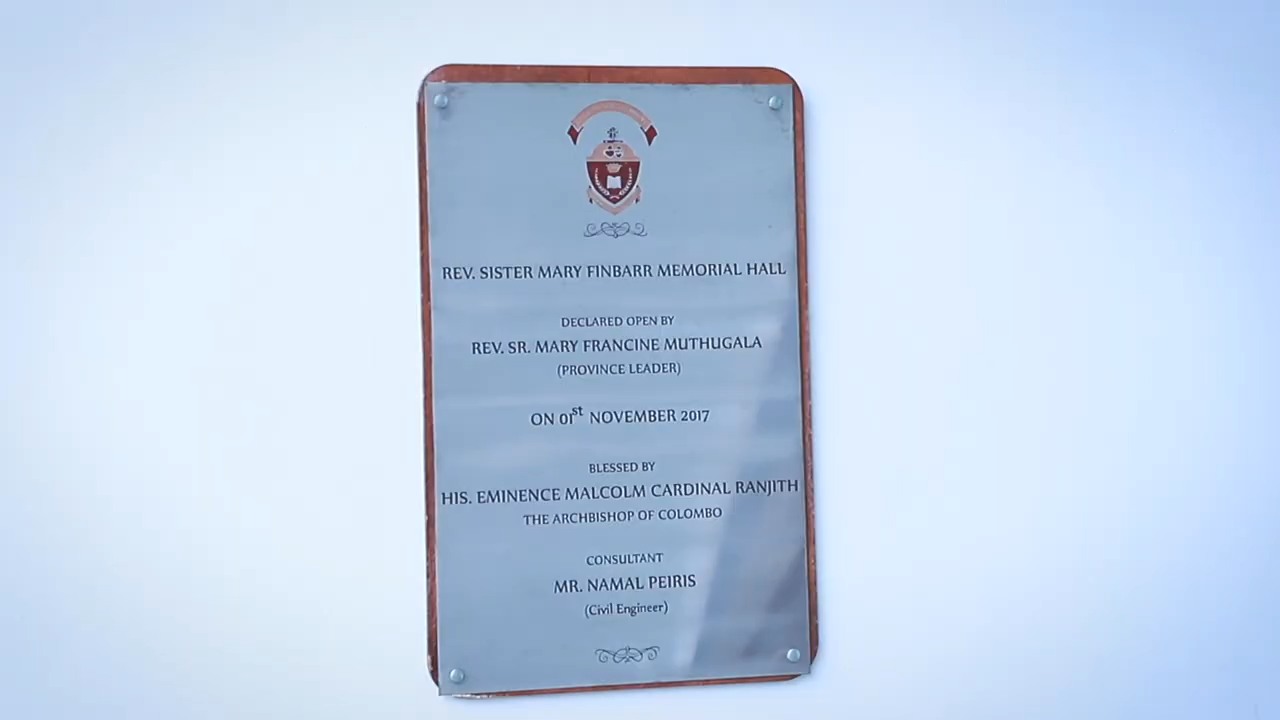 REV. SISTER MARY FINBARR MEMORIAL HALL
DECLARED OPEN BY
REV. SR. MARY FRANCINE MUTHUGALA
(PROVINCE LEADER)
ON 01st NOVEMBER 2017
BLESSED BY
HIS. EMINENCE MALCOLM CARDINAL RANJITH
THE ARCHBISHOP OF COLOMBO
CONSULTANT
MR. NAMAL PEIRIS
(Civil Engineer)